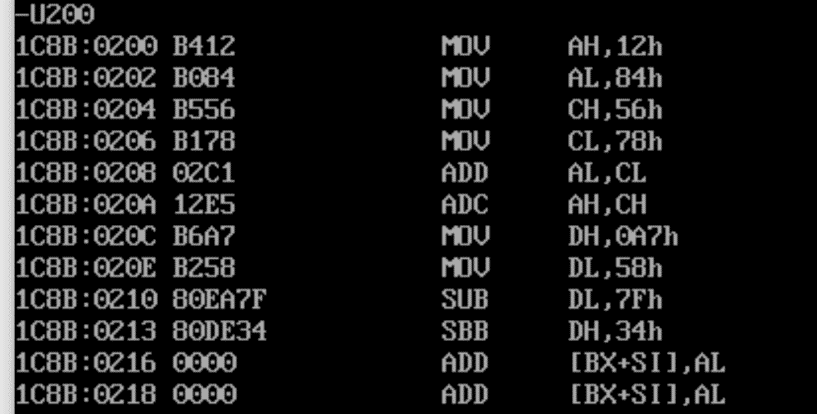 -U200
1C8B:0200 B412 MOV AH,12h
1C8B:0202 B084 MOV AL,84h
1C8B:0204 B556 MOV CH,56h
1C8B:0206 B178 MOV CL,78h
1C8B:0208 02C1 ADD AL,CL
1C8B:020A 12E5 ADC AH,CH
1C8B:020C B6A7 MOV DH,0A7h
1C8B:020E B258 MOV DL,58h
1C8B:0210 80EA7F SUB DL,7Fh
1C8B:0213 80DE34 SBB DH,34h
1C8B:0216 0000 ADD [BX+SI],AL
1C8B:0218 0000 ADD [BX+SI],AL